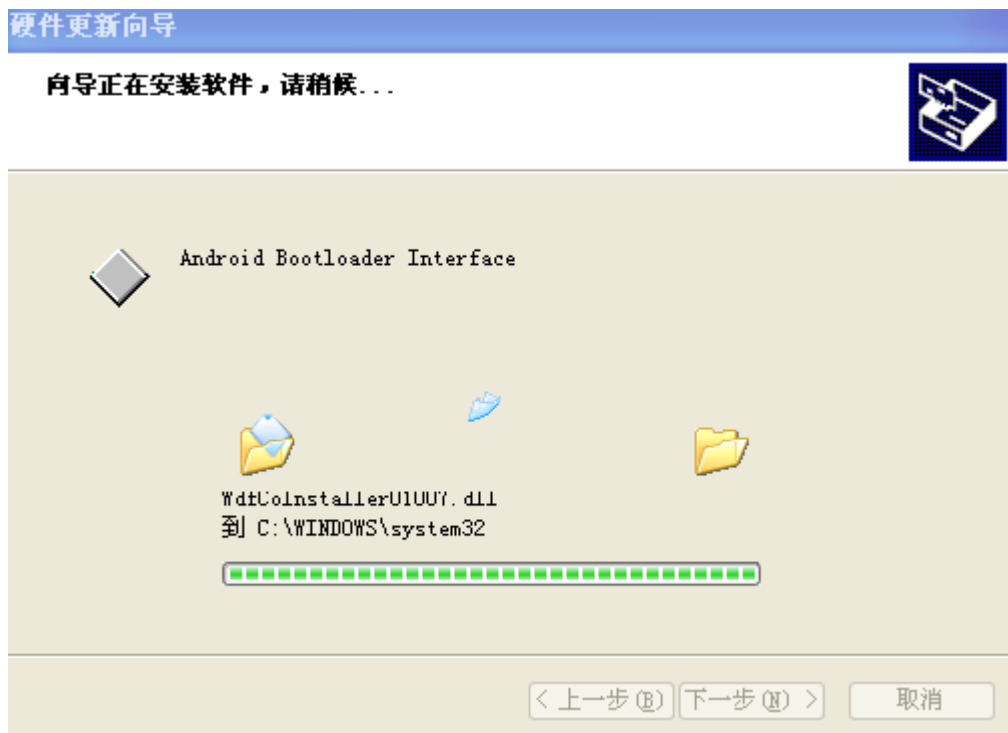 硬件更新向导
向导正在安装软件，请稍候...
Android Bootloader Interface
WdfCoInstaller01007.dll
到 C:\WINDOWS\system32
< 上一步(B) 下一步(N) > 取消